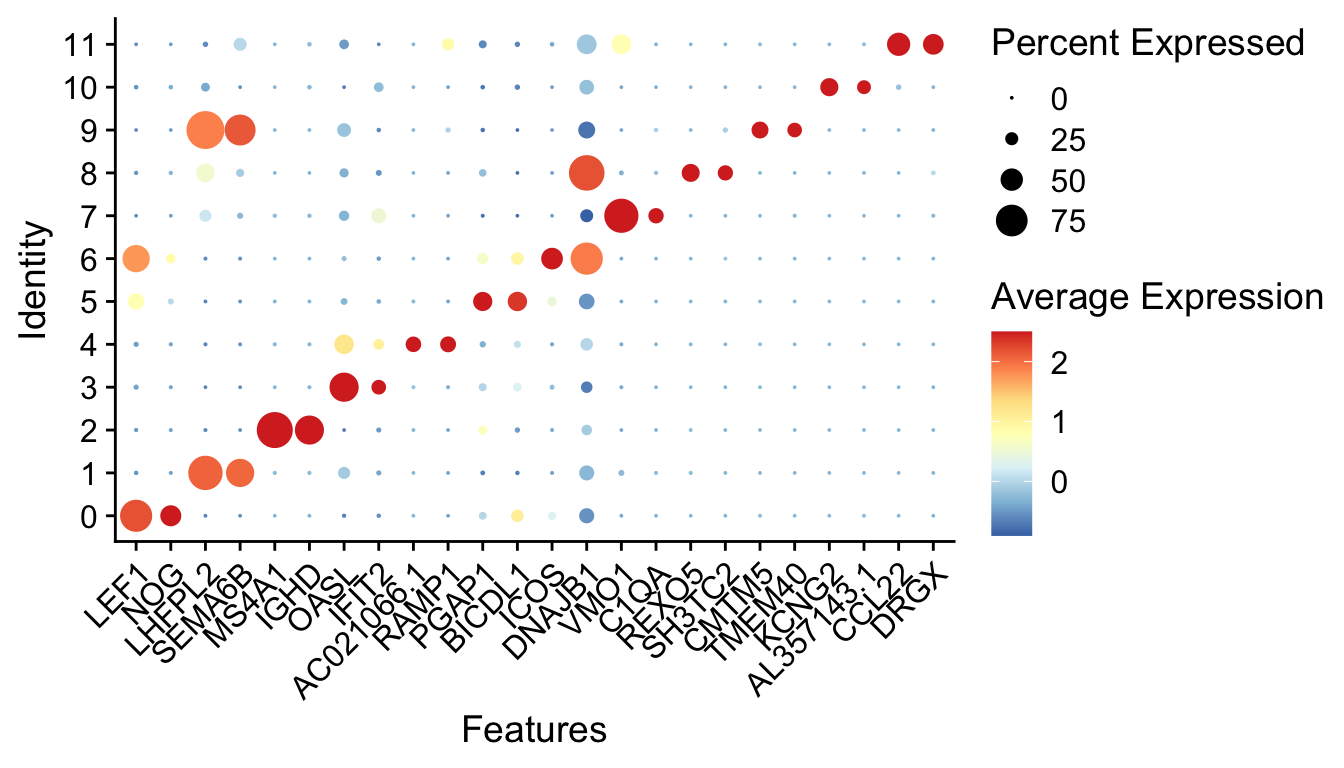 11
10
9
8
7
6
5
4
3
2
1
0
Identity
LEF1
NOG
LHFPL2
SEMA6B
MS4A1
IGHD
OASL
IFIT2
AC021066.1
RAMP1
PGAP1
BICDL1
ICOS
DNAJB1
VMO1
C1QA
REXO5
SH3TC2
CMTM5
TMEM40
KCNG2
AL357143.1
CCL22
DRGX
Features
Percent Expressed
0
25
50
75
Average Expression
2
1
0